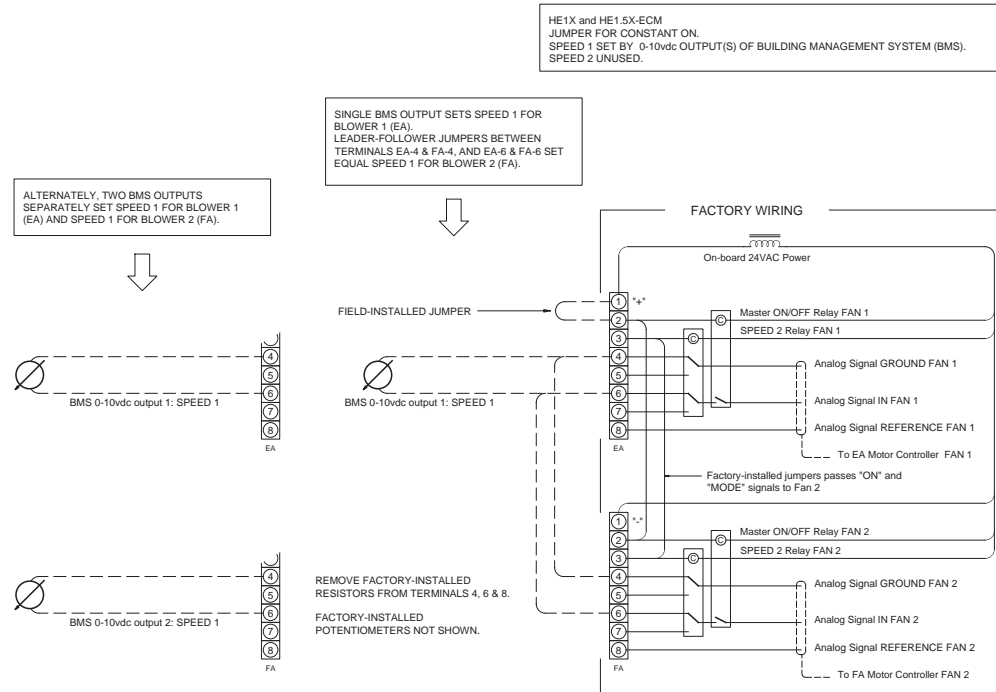 HE1X and HE1.5X-ECM
JUMPER FOR CONSTANT ON.
SPEED 1 SET BY 0-10vdc OUTPUT(S) OF BUILDING MANAGEMENT SYSTEM (BMS).
SPEED 2 UNUSED.
SINGLE BMS OUTPUT SETS SPEED 1 FOR
BLOWER 1 (EA).
LEADER-FOLLOWER JUMPERS BETWEEN
TERMINALS EA-4 & FA-4, AND EA-6 & FA-6 SET
EQUAL SPEED 1 FOR BLOWER 2 (FA).
ALTERNATELY, TWO BMS OUTPUTS
SEPARATELY SET SPEED 1 FOR BLOWER 1
(EA) AND SPEED 1 FOR BLOWER 2 (FA).
FACTORY WIRING
On-board 24VAC Power
FIELD-INSTALLED JUMPER
1 "+"
2
3
4
5
6
7
8
EA
C
C
Master ON/OFF Relay FAN 1
SPEED 2 Relay FAN 1
Analog Signal GROUND FAN 1
Analog Signal IN FAN 1
Analog Signal REFERENCE FAN 1
To EA Motor Controller FAN 1
4
5
6
7
8
EA
BMS 0-10vdc output 1: SPEED 1
BMS 0-10vdc output 1: SPEED 1
Factory-installed jumpers passes "ON" and
"MODE" signals to Fan 2
1 "-"
2
3
4
5
6
7
8
FA
C
C
Master ON/OFF Relay FAN 2
SPEED 2 Relay FAN 2
Analog Signal GROUND FAN 2
Analog Signal IN FAN 2
Analog Signal REFERENCE FAN 2
To FA Motor Controller FAN 2
4
5
6
7
8
FA
BMS 0-10vdc output 2: SPEED 1
REMOVE FACTORY-INSTALLED
RESISTORS FROM TERMINALS 4, 6 & 8.
FACTORY-INSTALLED
POTENTIOMETERS NOT SHOWN.